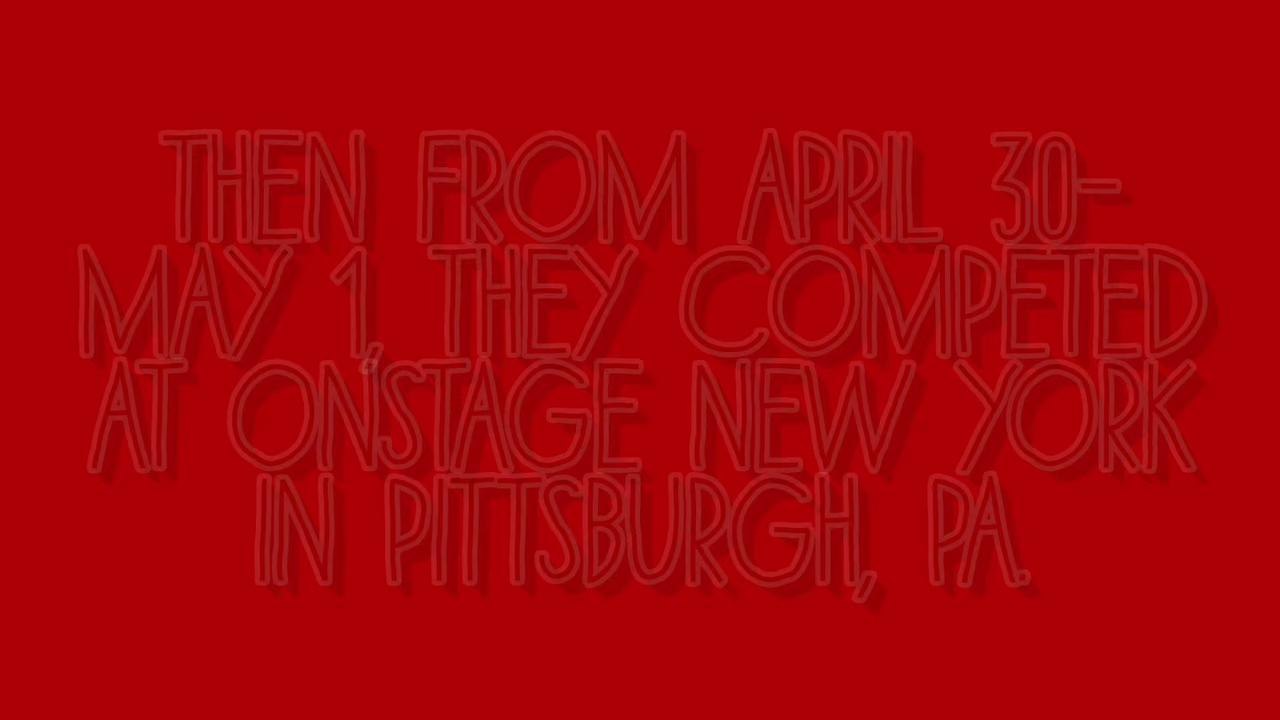 THEN FROM APRIL 30-
MAY 1, THEY COMPETED
AT ONSTAGE NEW YORK
IN PITTSBURGH, PA.